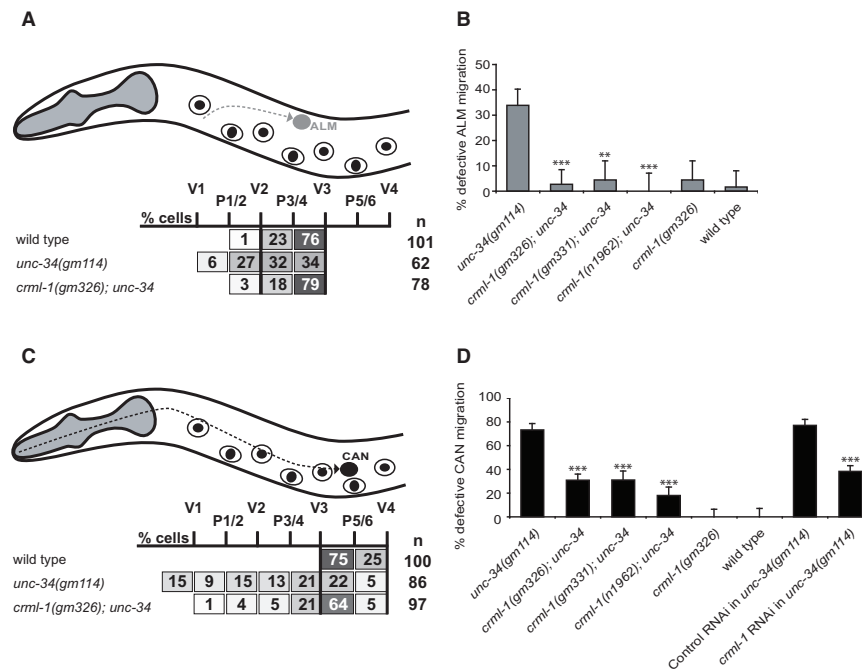 A
ALM
V1 V2 V3 V4
P1/2 P3/4 P5/6
% cells n
wild type 1 23 76 101
unc-34(gm114) 6 27 32 34 62
crml-1(gm326); unc-34 3 18 79 78
B
% defective ALM migration
50
40
30
20
10
0
*** ** ***
unc-34(gm114)
crml-1(gm326); unc-34
crml-1(gm331); unc-34
crml-1(n1962); unc-34
crml-1(gm326)
wild type
C
CAN
V1 V2 V3 V4
P1/2 P3/4 P5/6
% cells n
wild type 75 25 100
unc-34(gm114) 15 9 15 13 21 22 5 86
crml-1(gm326); unc-34 1 4 5 21 64 5 97
D
% defective CAN migration
100
80
60
40
20
0
*** *** *** ***
unc-34(gm114)
crml-1(gm326); unc-34
crml-1(gm331); unc-34
crml-1(n1962); unc-34
crml-1(gm326)
wild type
Control RNAi in unc-34(gm114)
crml-1 RNAi in unc-34(gm114)